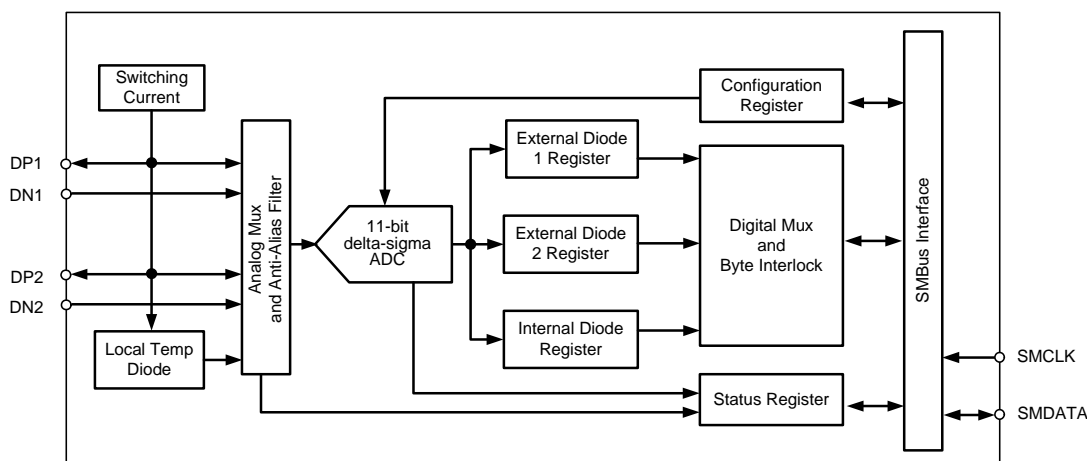 Switching
Current
DP1
DN1
DP2
DN2
Local Temp
Diode
Analog Mux
and Anti-Alias Filter
11-bit
delta-sigma
ADC
External Diode
1 Register
External Diode
2 Register
Internal Diode
Register
Configuration
Register
Digital Mux
and
Byte Interlock
Status Register
SMBus Interface
SMCLK
SMDATA